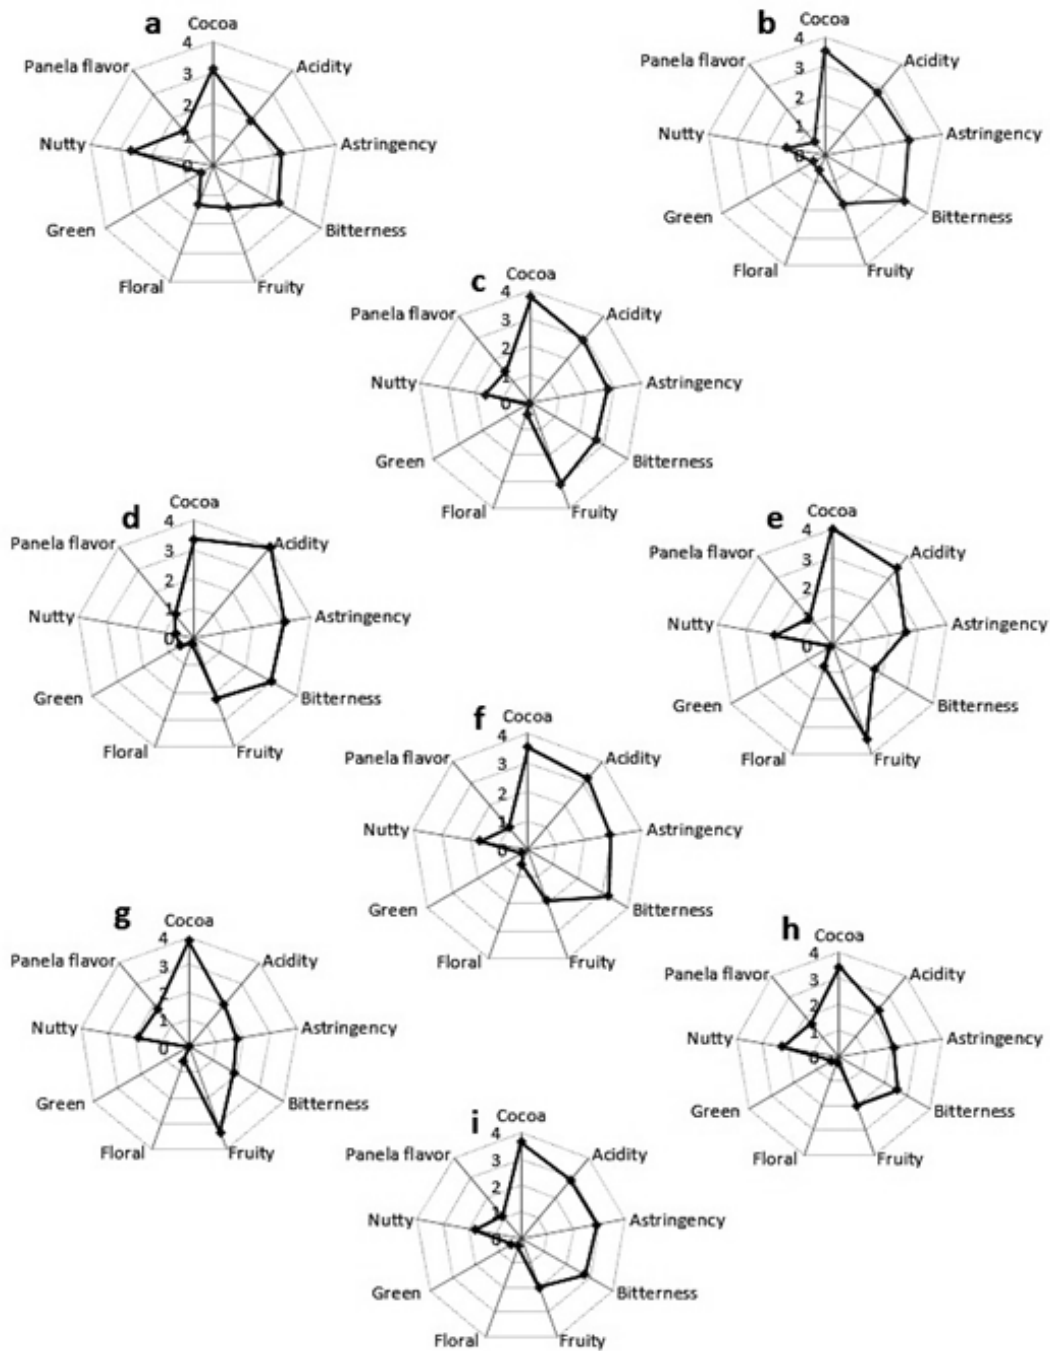 a
Cocoa
4
Panela flavor
Acidity
3
2
Nutty
1
Astringency
0
Green
Bitterness
Floral
Fruity
b
Cocoa
4
Panela flavor
Acidity
3
2
Nutty
1
Astringency
0
Green
Bitterness
Floral
Fruity
c
Cocoa
4
Panela flavor
Acidity
3
2
Nutty
1
Astringency
0
Green
Bitterness
Floral
Fruity
d
Cocoa
4
Panela flavor
Acidity
3
2
Nutty
1
Astringency
0
Green
Bitterness
Floral
Fruity
e
Cocoa
4
Panela flavor
Acidity
3
2
Nutty
1
Astringency
0
Green
Bitterness
Floral
Fruity
f
Cocoa
4
Panela flavor
Acidity
3
2
Nutty
1
Astringency
0
Green
Bitterness
Floral
Fruity
g
Cocoa
4
Panela flavor
Acidity
3
2
Nutty
1
Astringency
0
Green
Bitterness
Floral
Fruity
h
Cocoa
4
Panela flavor
Acidity
3
2
Nutty
1
Astringency
0
Green
Bitterness
Floral
Fruity
i
Cocoa
4
Panela flavor
Acidity
3
2
Nutty
1
Astringency
0
Green
Bitterness
Floral
Fruity